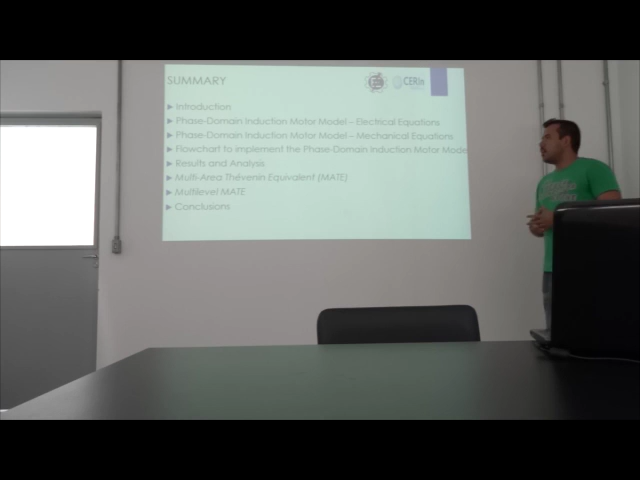 SUMMARY
CERin
▶ Introduction
▶ Phase-Domain Induction Motor Model – Electrical Equations
▶ Phase-Domain Induction Motor Model – Mechanical Equations
▶ Flowchart to implement the Phase-Domain Induction Motor Mode
▶ Results and Analysis
▶ Multi-Area Thévenin Equivalent (MATE)
▶ Multilevel MATE
▶ Conclusions